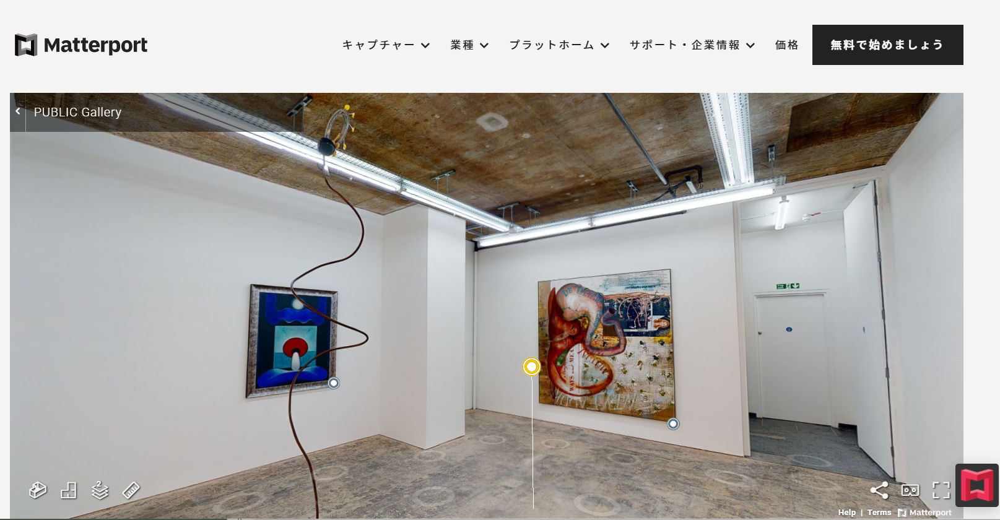 Matterport
キャプチャー
業種
プラットホーム
サポート・企業情報
価格
無料で始めましょう
PUBLIC Gallery
2
Help | Terms Matterport